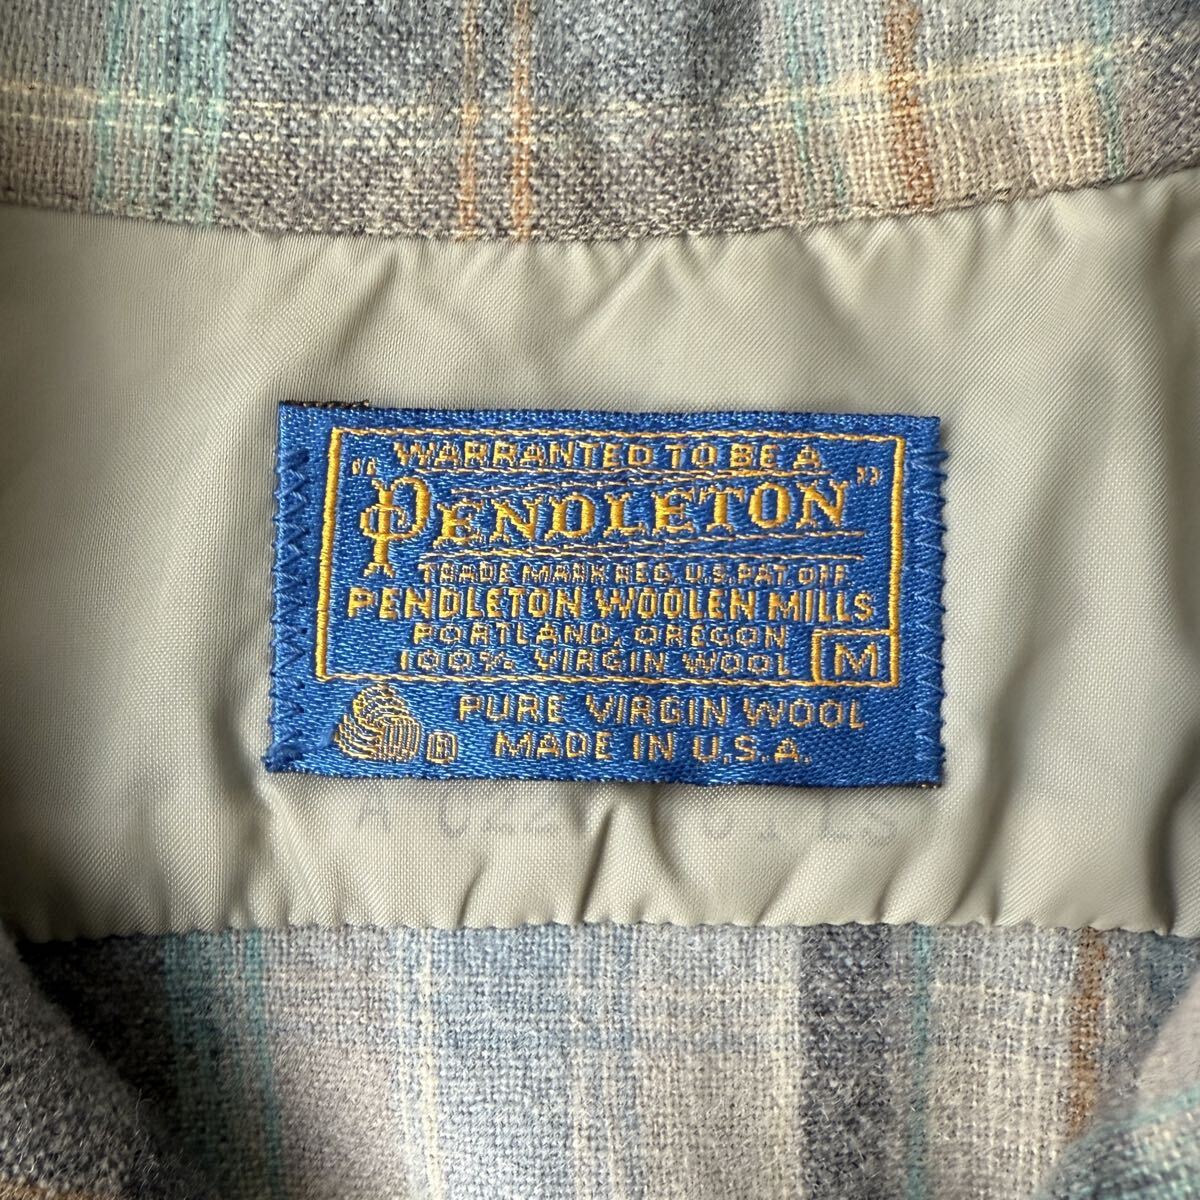 WARRANTED TO BE A
"PENDLETON"
TRADE MARK REG. U.S. PAT. OFF.
PENDLETON WOOLEN MILLS
PORTLAND, OREGON
100% VIRGIN WOOL M
PURE VIRGIN WOOL
® MADE IN U.S.A.